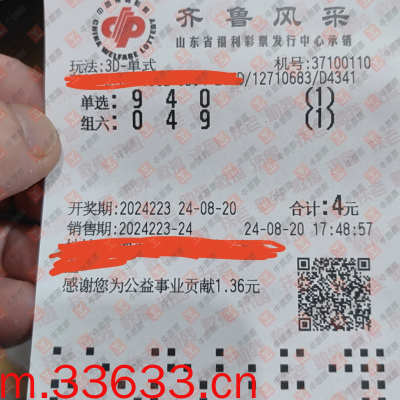 中国福利彩票
CHINA WELFARE LOTTERY
齐鲁风采
山东省福利彩票发行中心承销
玩法:3D-单式 机号:37100110
D/12710683/D4341
单选: 9 4 0 (1)
组六: 0 4 9 (1)
开奖期:2024223 24-08-20 合计:4元
销售期:2024223-24 24-08-20 17:48:57
感谢您为公益事业贡献1.36元
m.33633.cn